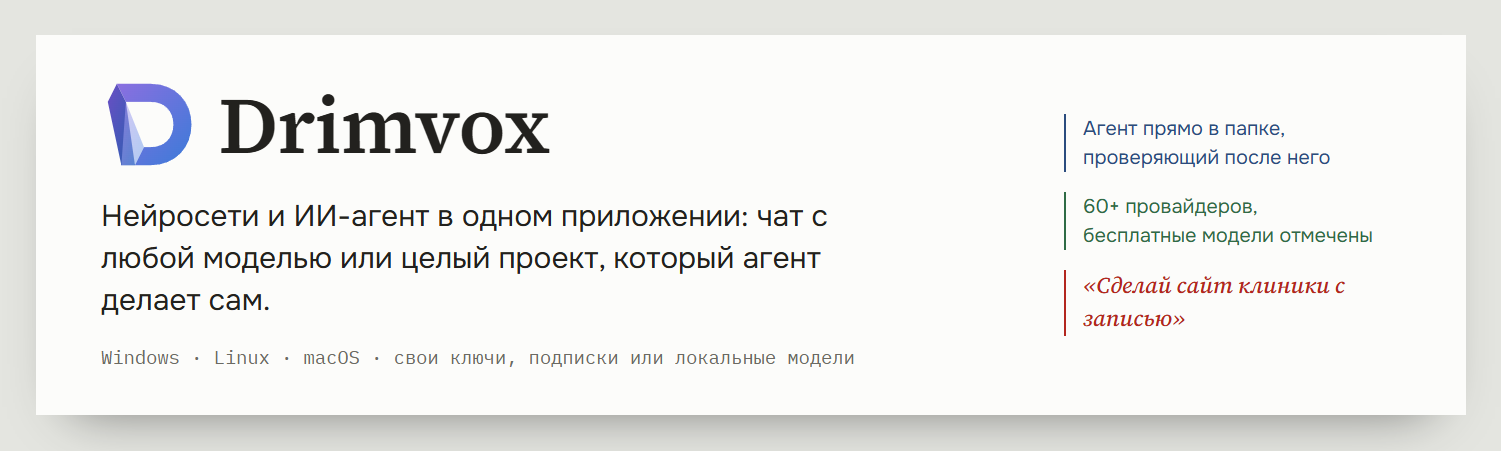 Drimvox
Нейросети и ИИ-агент в одном приложении: чат с
любой моделью или целый проект, который агент
делает сам.
Windows · Linux · macOS · свои ключи, подписки или локальные модели
Агент прямо в папке,
проверяющий после него
60+ провайдеров,
бесплатные модели отмечены
«Сделай сайт клиники с
записью»